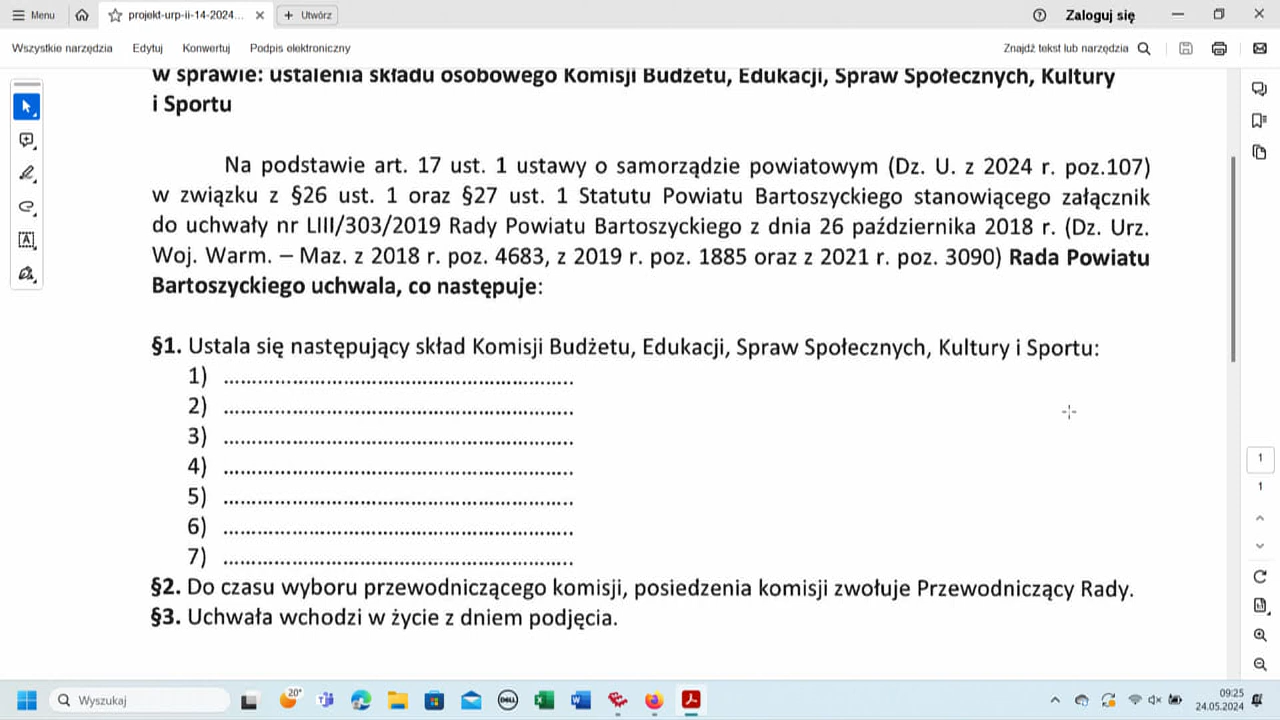 Menu
projekt-urp-ii-14-2024...
Utwórz
Zaloguj się
Wszystkie narzędzia Edytuj Konwertuj Podpis elektroniczny
Znajdź tekst lub narzędzia
w sprawie: ustalenia składu osobowego Komisji Budżetu, Edukacji, Spraw Społecznych, Kultury
i Sportu
Na podstawie art. 17 ust. 1 ustawy o samorządzie powiatowym (Dz. U. z 2024 r. poz.107)
w związku z §26 ust. 1 oraz §27 ust. 1 Statutu Powiatu Bartoszyckiego stanowiącego załącznik
do uchwały nr LIII/303/2019 Rady Powiatu Bartoszyckiego z dnia 26 października 2018 r. (Dz. Urz.
Woj. Warm. – Maz. z 2018 r. poz. 4683, z 2019 r. poz. 1885 oraz z 2021 r. poz. 3090) Rada Powiatu
Bartoszyckiego uchwala, co następuje:
§1. Ustala się następujący skład Komisji Budżetu, Edukacji, Spraw Społecznych, Kultury i Sportu:
1) ..............................................................
2) ..............................................................
3) ..............................................................
4) ..............................................................
5) ..............................................................
6) ..............................................................
7) ..............................................................
§2. Do czasu wyboru przewodniczącego komisji, posiedzenia komisji zwołuje Przewodniczący Rady.
§3. Uchwała wchodzi w życie z dniem podjęcia.
1
1
Wyszukaj
20°
DELL
09:25
24.05.2024